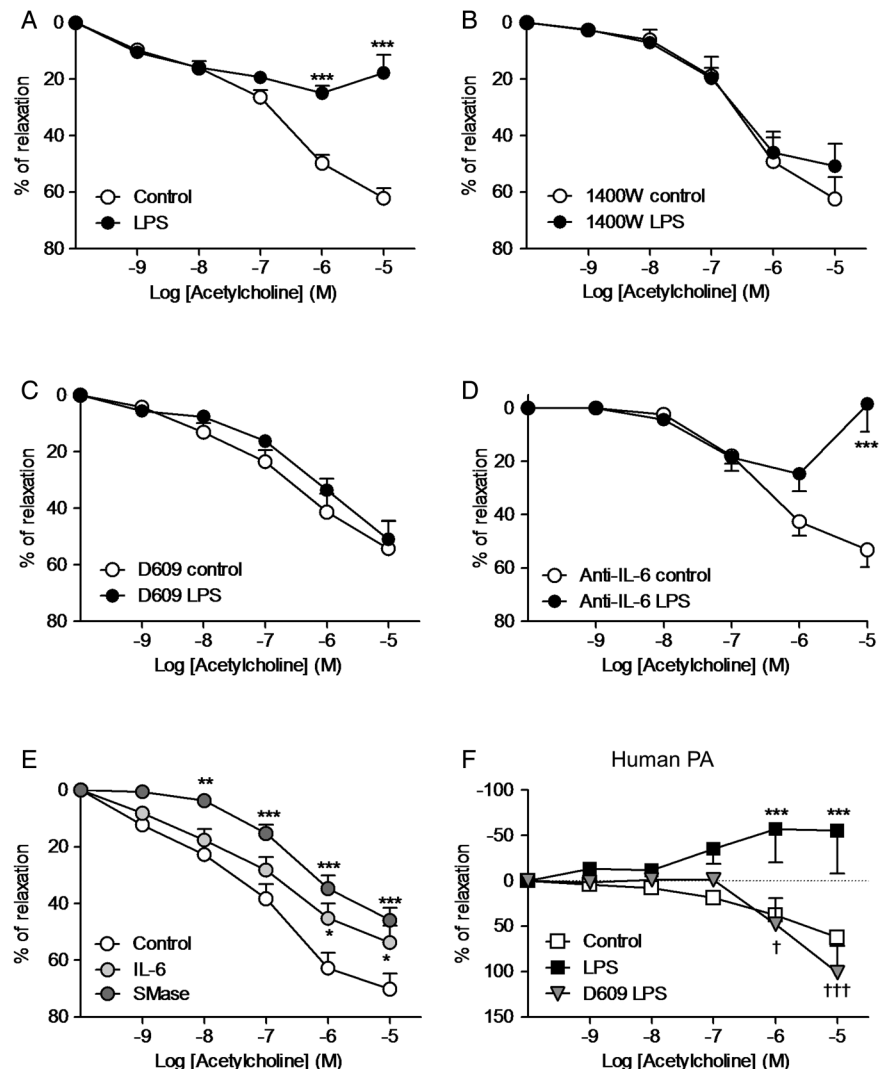 A
0
20
40
60
80
% of relaxation
***
***
Control
LPS
-9 -8 -7 -6 -5
Log [Acetylcholine] (M)
B
0
20
40
60
80
% of relaxation
1400W control
1400W LPS
-9 -8 -7 -6 -5
Log [Acetylcholine] (M)
C
0
20
40
60
80
% of relaxation
D609 control
D609 LPS
-9 -8 -7 -6 -5
Log [Acetylcholine] (M)
D
0
20
40
60
80
% of relaxation
***
Anti-IL-6 control
Anti-IL-6 LPS
-9 -8 -7 -6 -5
Log [Acetylcholine] (M)
E
0
20
40
60
80
% of relaxation
**
***
***
***
*
*
Control
IL-6
SMase
-9 -8 -7 -6 -5
Log [Acetylcholine] (M)
F
Human PA
-100
-50
0
50
100
150
% of relaxation
*** ***
†
†††
Control
LPS
D609 LPS
-9 -8 -7 -6 -5
Log [Acetylcholine] (M)